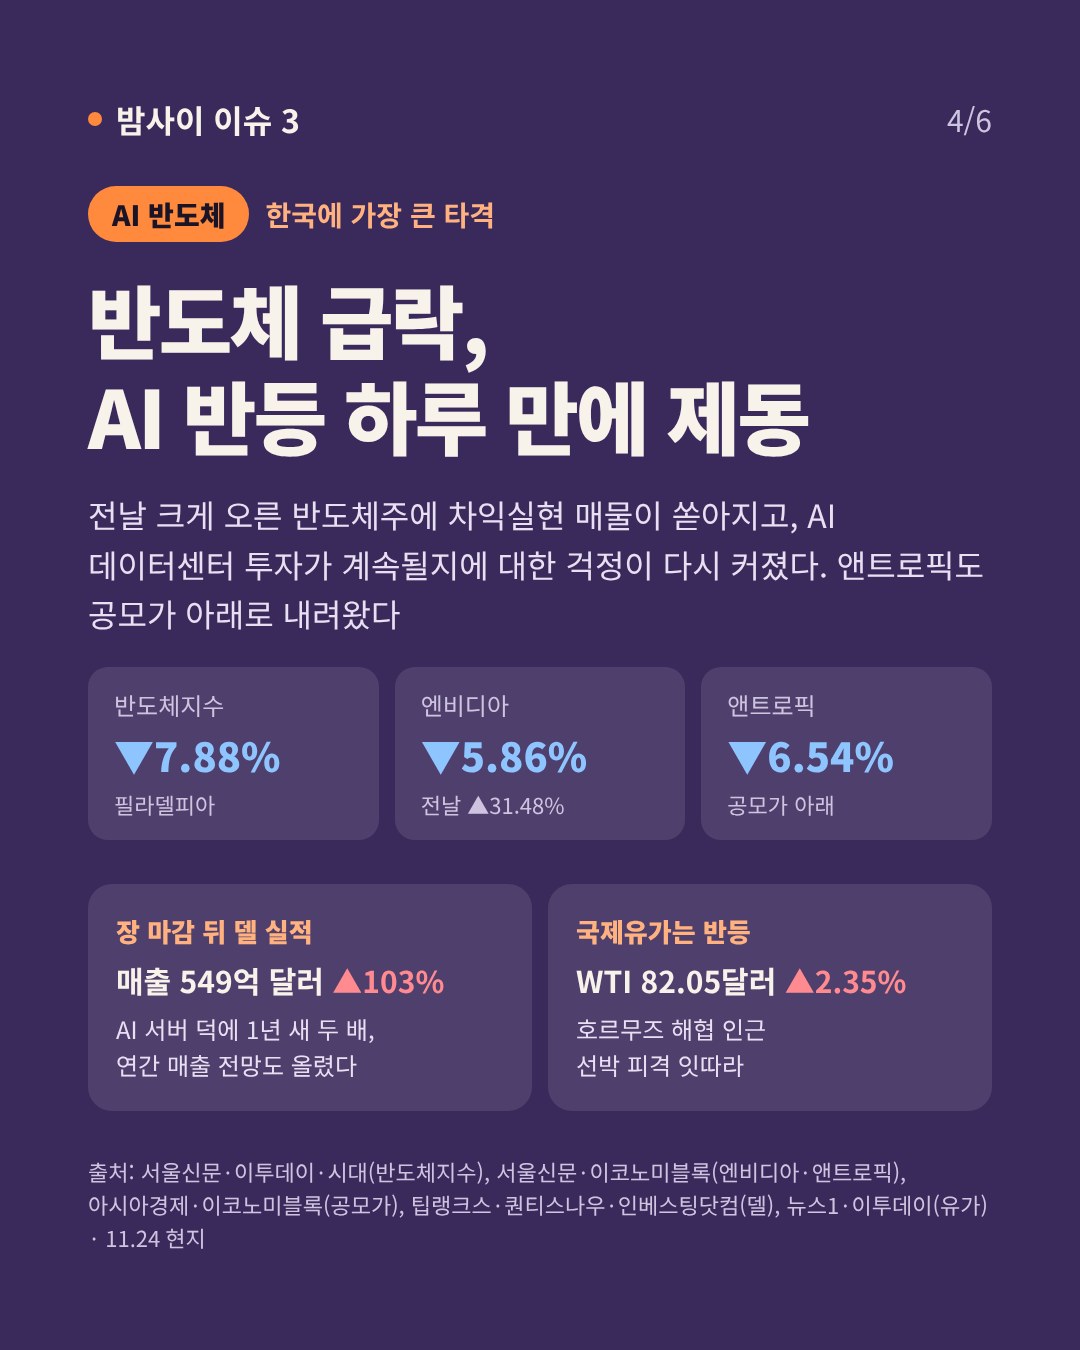 밤사이 이슈 3
4/6
AI 반도체
한국에 가장 큰 타격
반도체 급락,
AI 반등 하루 만에 제동
전날 크게 오른 반도체주에 차익실현 매물이 쏟아지고, AI
데이터센터 투자가 계속될지에 대한 걱정이 다시 커졌다. 앤트로픽도
공모가 아래로 내려왔다
반도체지수
▼7.88%
필라델피아
엔비디아
▼5.86%
전날 ▲31.48%
앤트로픽
▼6.54%
공모가 아래
장 마감 뒤 델 실적
매출 549억 달러 ▲103%
AI 서버 덕에 1년 새 두 배,
연간 매출 전망도 올렸다
국제유가는 반등
WTI 82.05달러 ▲2.35%
호르무즈 해협 인근
선박 피격 잇따라
출처: 서울신문·이투데이·시대(반도체지수), 서울신문·이코노미블록(엔비디아·앤트로픽),
아시아경제·이코노미블록(공모가), 팁랭크스·퀀티스나우·인베스팅닷컴(델), 뉴스1·이투데이(유가)
· 11.24 현지